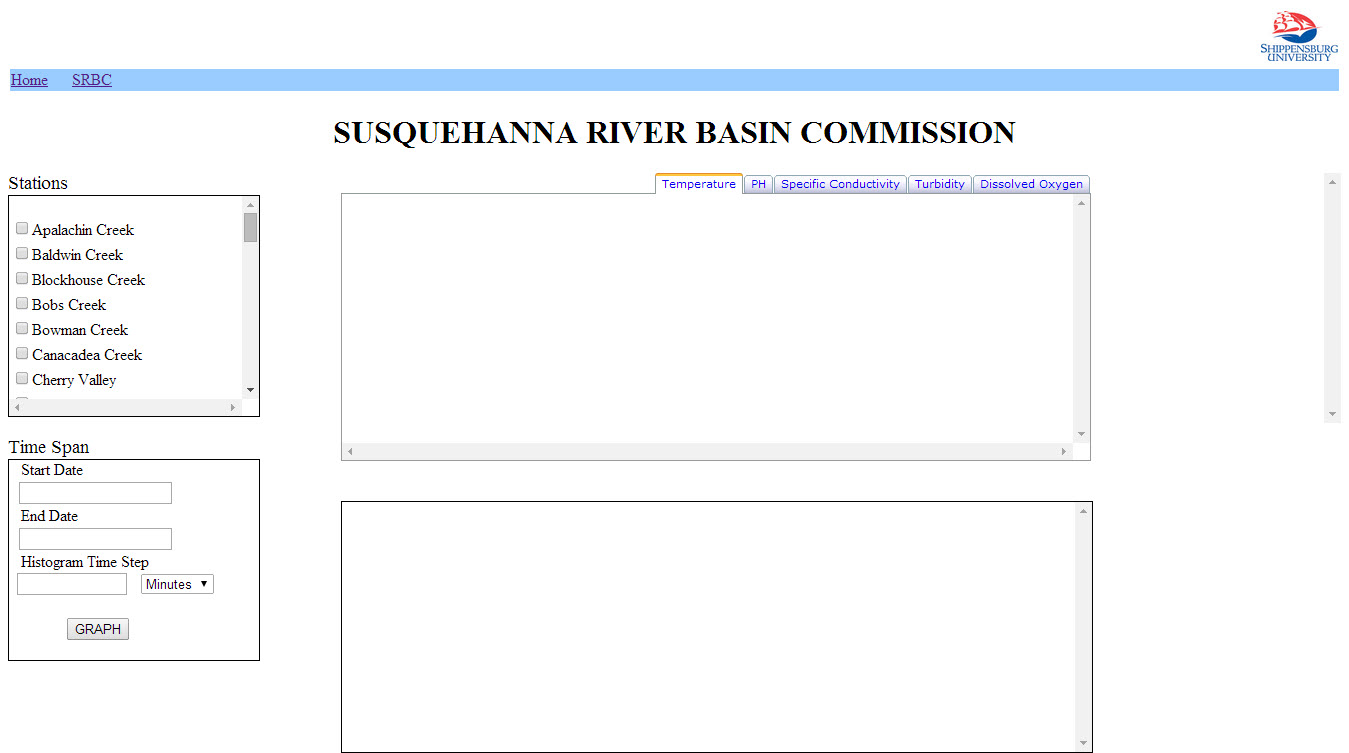 SHIPPENSBURG
UNIVERSITY
Home SRBC
SUSQUEHANNA RIVER BASIN COMMISSION
Stations
Apalachin Creek
Baldwin Creek
Blockhouse Creek
Bobs Creek
Bowman Creek
Canacadea Creek
Cherry Valley
Temperature PH Specific Conductivity Turbidity Dissolved Oxygen
Time Span
Start Date
End Date
Histogram Time Step
Minutes
GRAPH